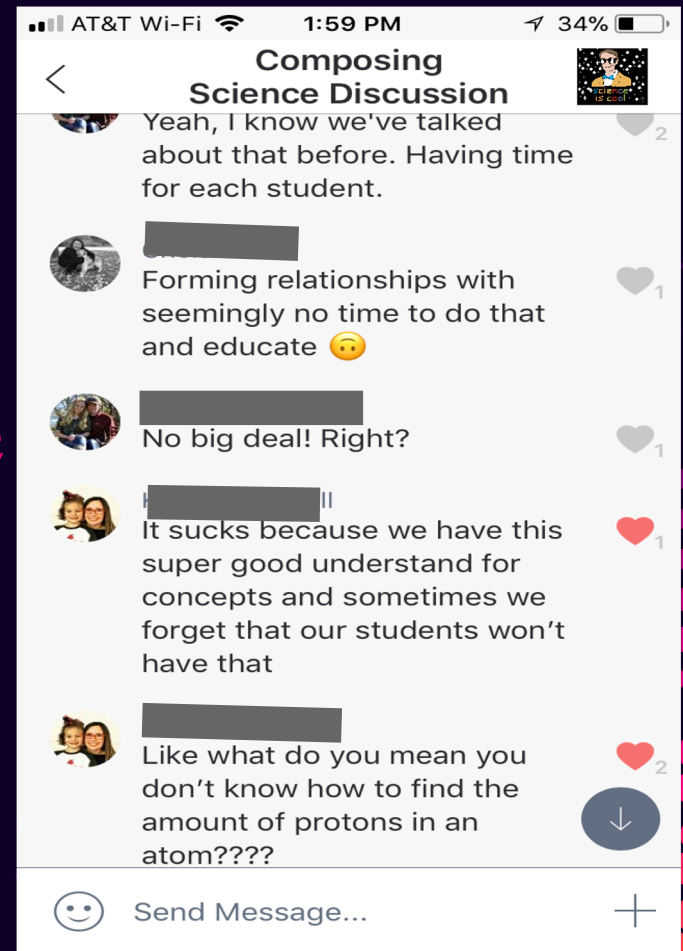 AT&T Wi-Fi 1:59 PM 34%
Composing
Science Discussion
science
is cool
Yeah, I know we've talked
about that before. Having time
for each student.
2
Forming relationships with
seemingly no time to do that
and educate 🙃
1
No big deal! Right?
1
ll
It sucks because we have this
super good understand for
concepts and sometimes we
forget that our students won’t
have that
1
Like what do you mean you
don’t know how to find the
amount of protons in an
atom????
2
Send Message...